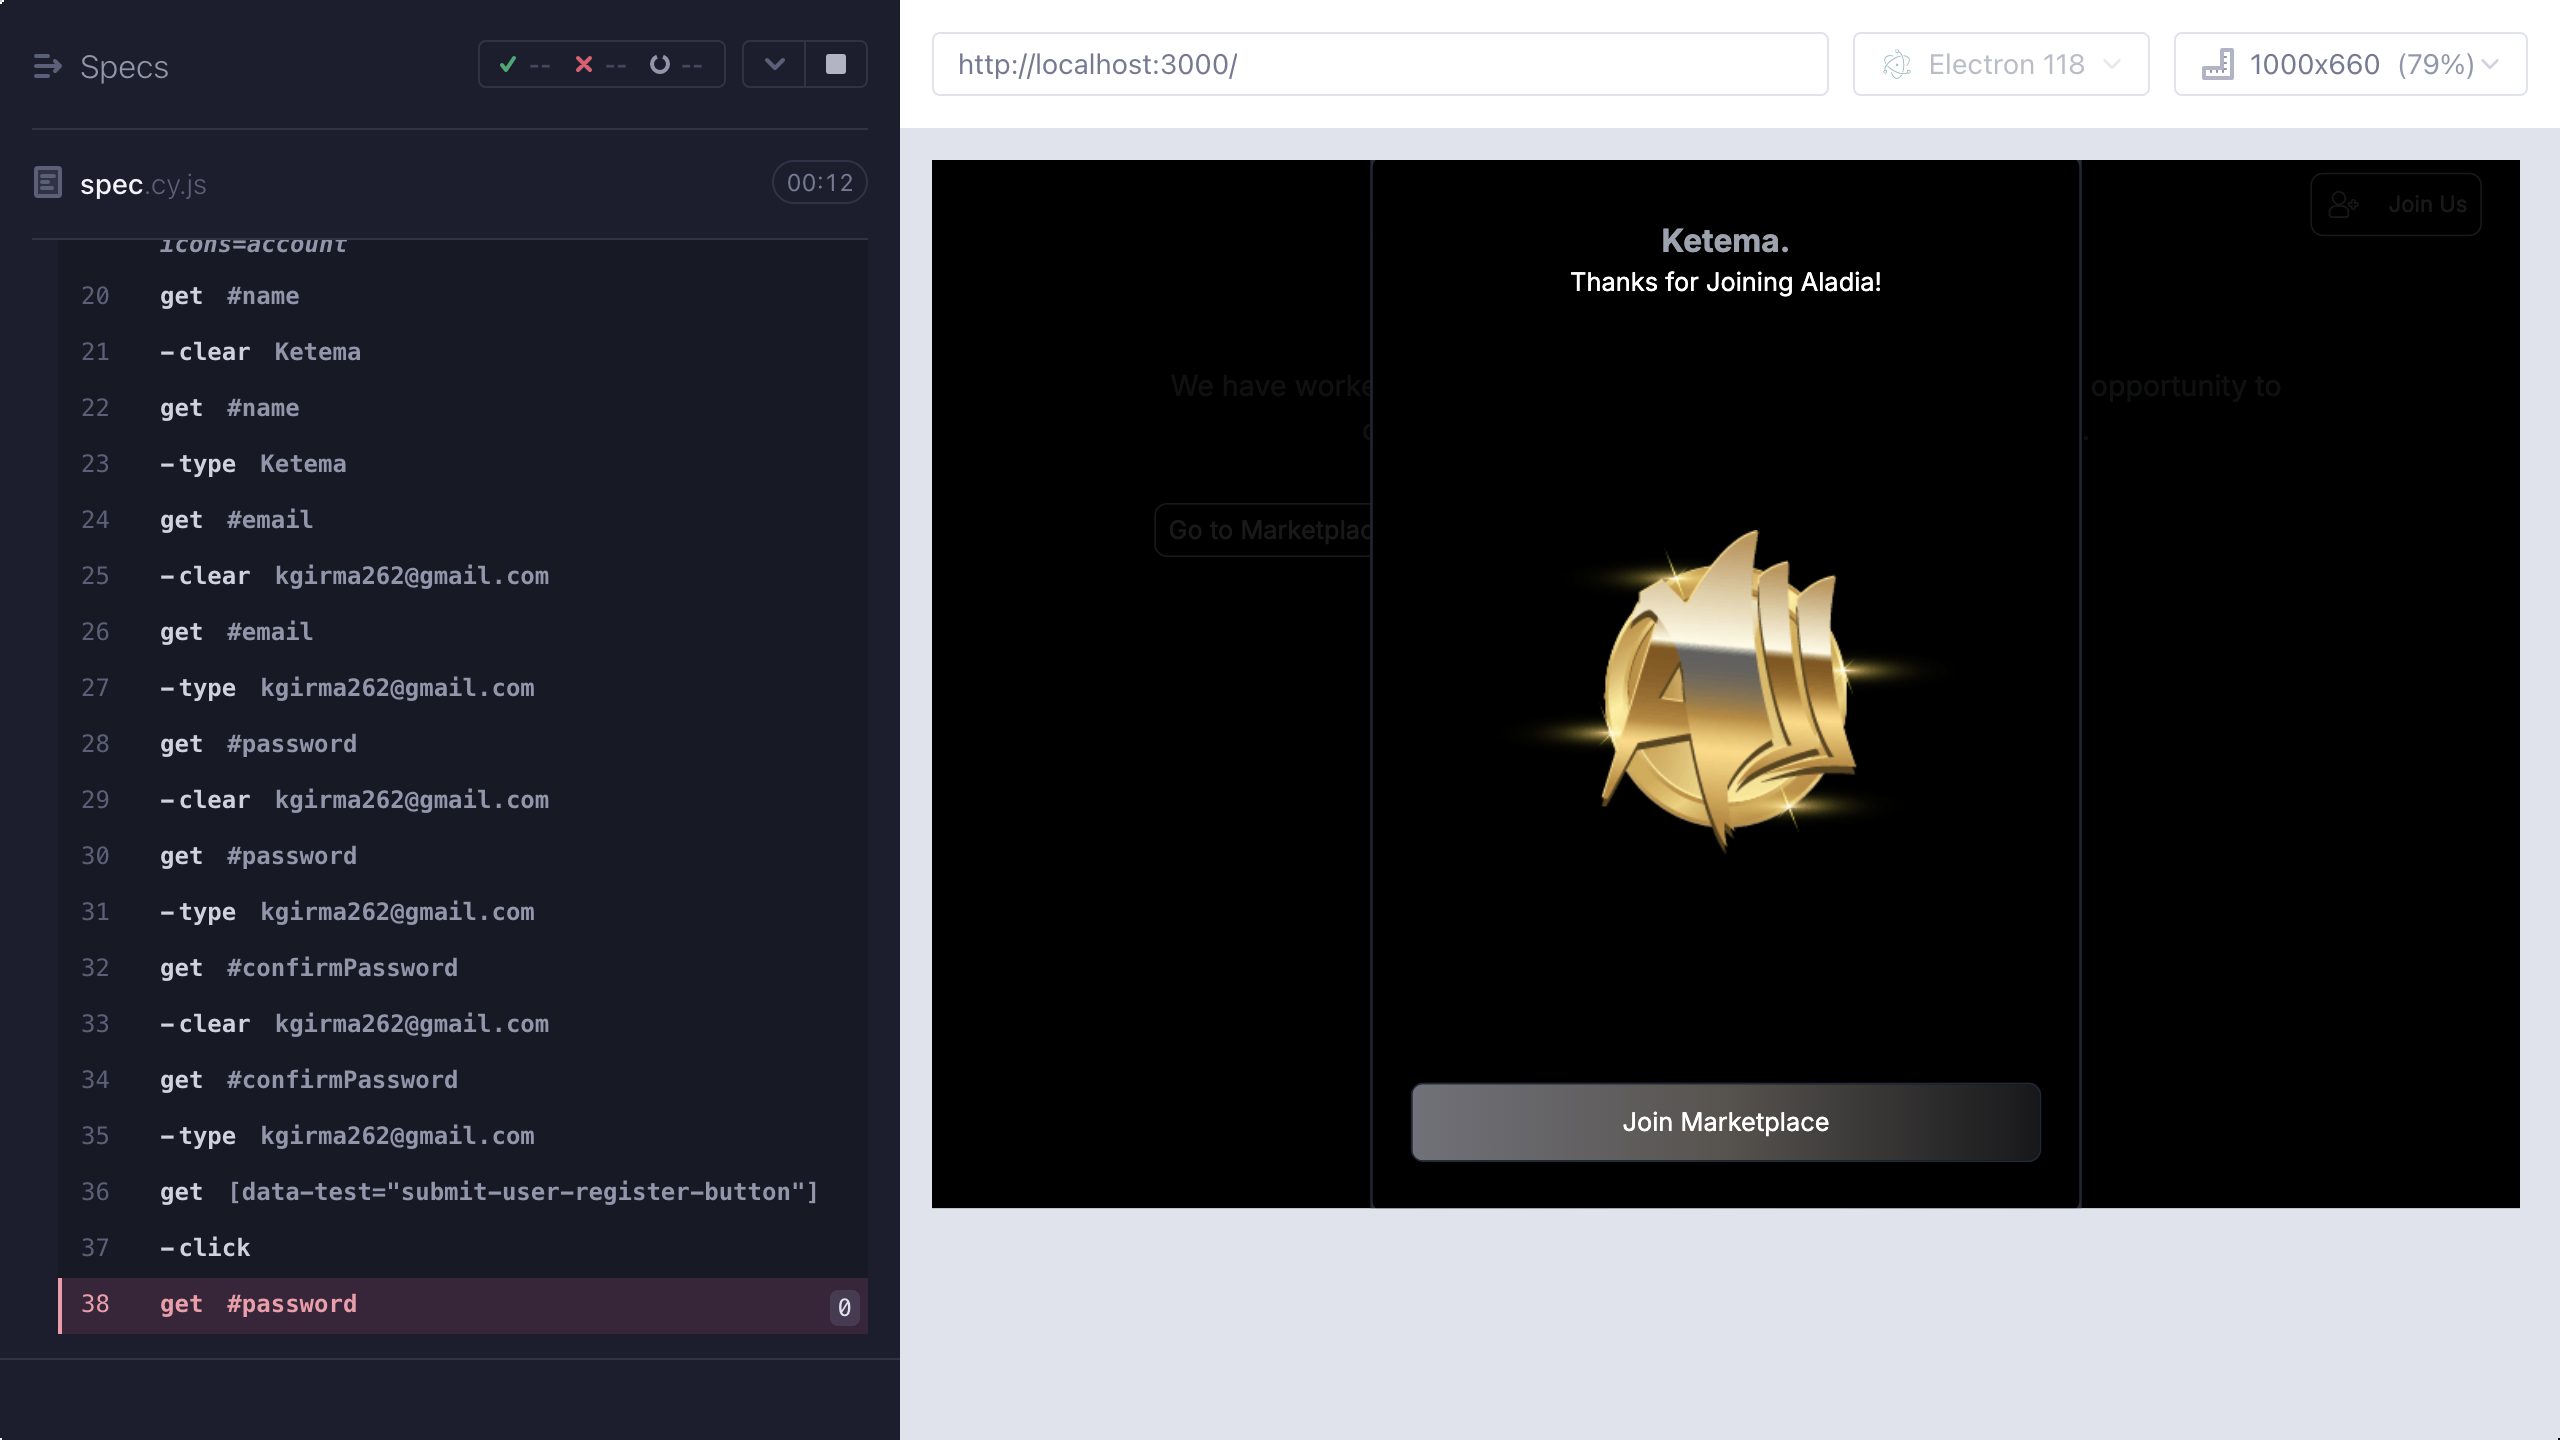 Specs
-- -- --
spec.cy.js
00:12
icons=account
20 get #name
21 -clear Ketema
22 get #name
23 -type Ketema
24 get #email
25 -clear kgirma262@gmail.com
26 get #email
27 -type kgirma262@gmail.com
28 get #password
29 -clear kgirma262@gmail.com
30 get #password
31 -type kgirma262@gmail.com
32 get #confirmPassword
33 -clear kgirma262@gmail.com
34 get #confirmPassword
35 -type kgirma262@gmail.com
36 get [data-test="submit-user-register-button"]
37 -click
38 get #password 0
http://localhost:3000/
Electron 118
1000x660 (79%)
Join Us
Ketema.
Thanks for Joining Aladia!
We have worke
opportunity to
Go to Marketplac
Join Marketplace